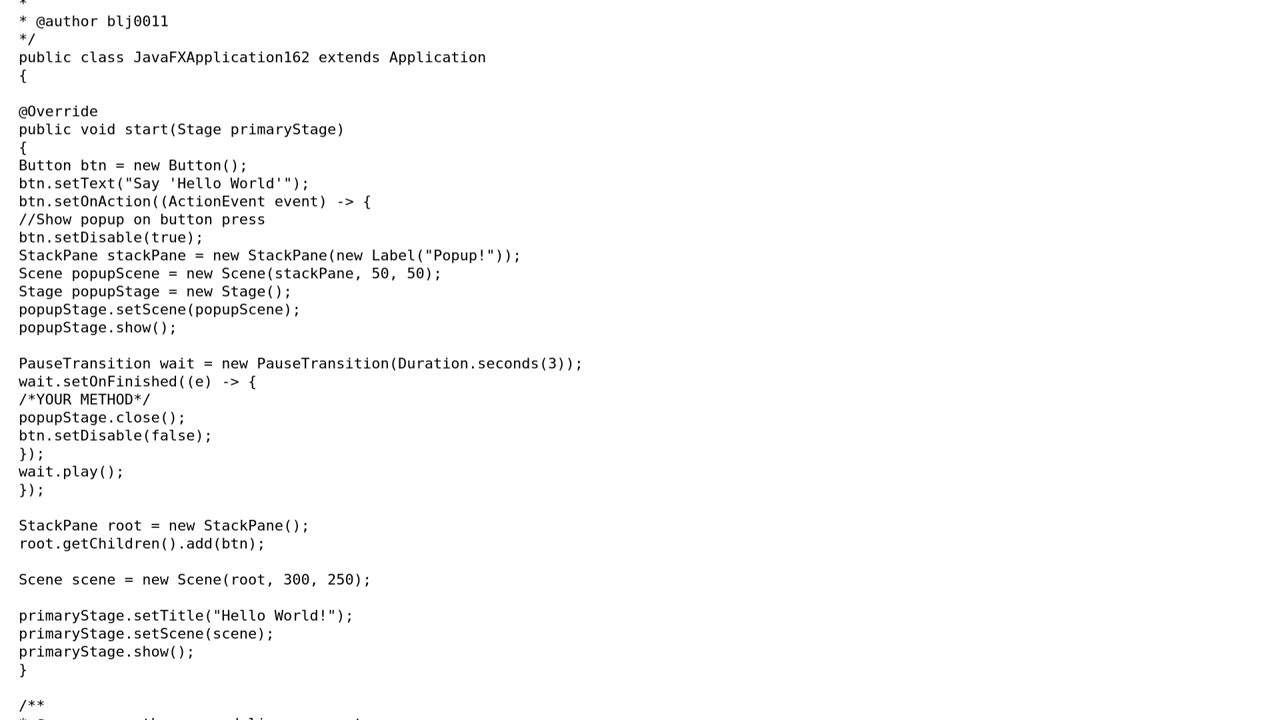 *
* @author blj0011
*/
public class JavaFXApplication162 extends Application
{

@Override
public void start(Stage primaryStage)
{
Button btn = new Button();
btn.setText("Say 'Hello World'");
btn.setOnAction((ActionEvent event) -> {
//Show popup on button press
btn.setDisable(true);
StackPane stackPane = new StackPane(new Label("Popup!"));
Scene popupScene = new Scene(stackPane, 50, 50);
Stage popupStage = new Stage();
popupStage.setScene(popupScene);
popupStage.show();

PauseTransition wait = new PauseTransition(Duration.seconds(3));
wait.setOnFinished((e) -> {
/*YOUR METHOD*/
popupStage.close();
btn.setDisable(false);
});
wait.play();
});

StackPane root = new StackPane();
root.getChildren().add(btn);

Scene scene = new Scene(root, 300, 250);

primaryStage.setTitle("Hello World!");
primaryStage.setScene(scene);
primaryStage.show();
}

/**